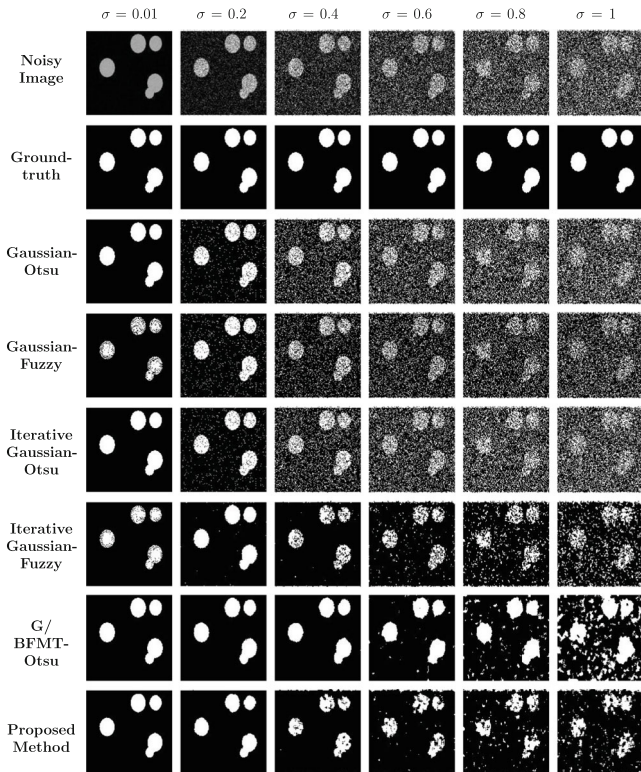 σ = 0.01 σ = 0.2 σ = 0.4 σ = 0.6 σ = 0.8 σ = 1
Noisy
Image
Ground-
truth
Gaussian-
Otsu
Gaussian-
Fuzzy
Iterative
Gaussian-
Otsu
Iterative
Gaussian-
Fuzzy
G/
BFMT-
Otsu
Proposed
Method